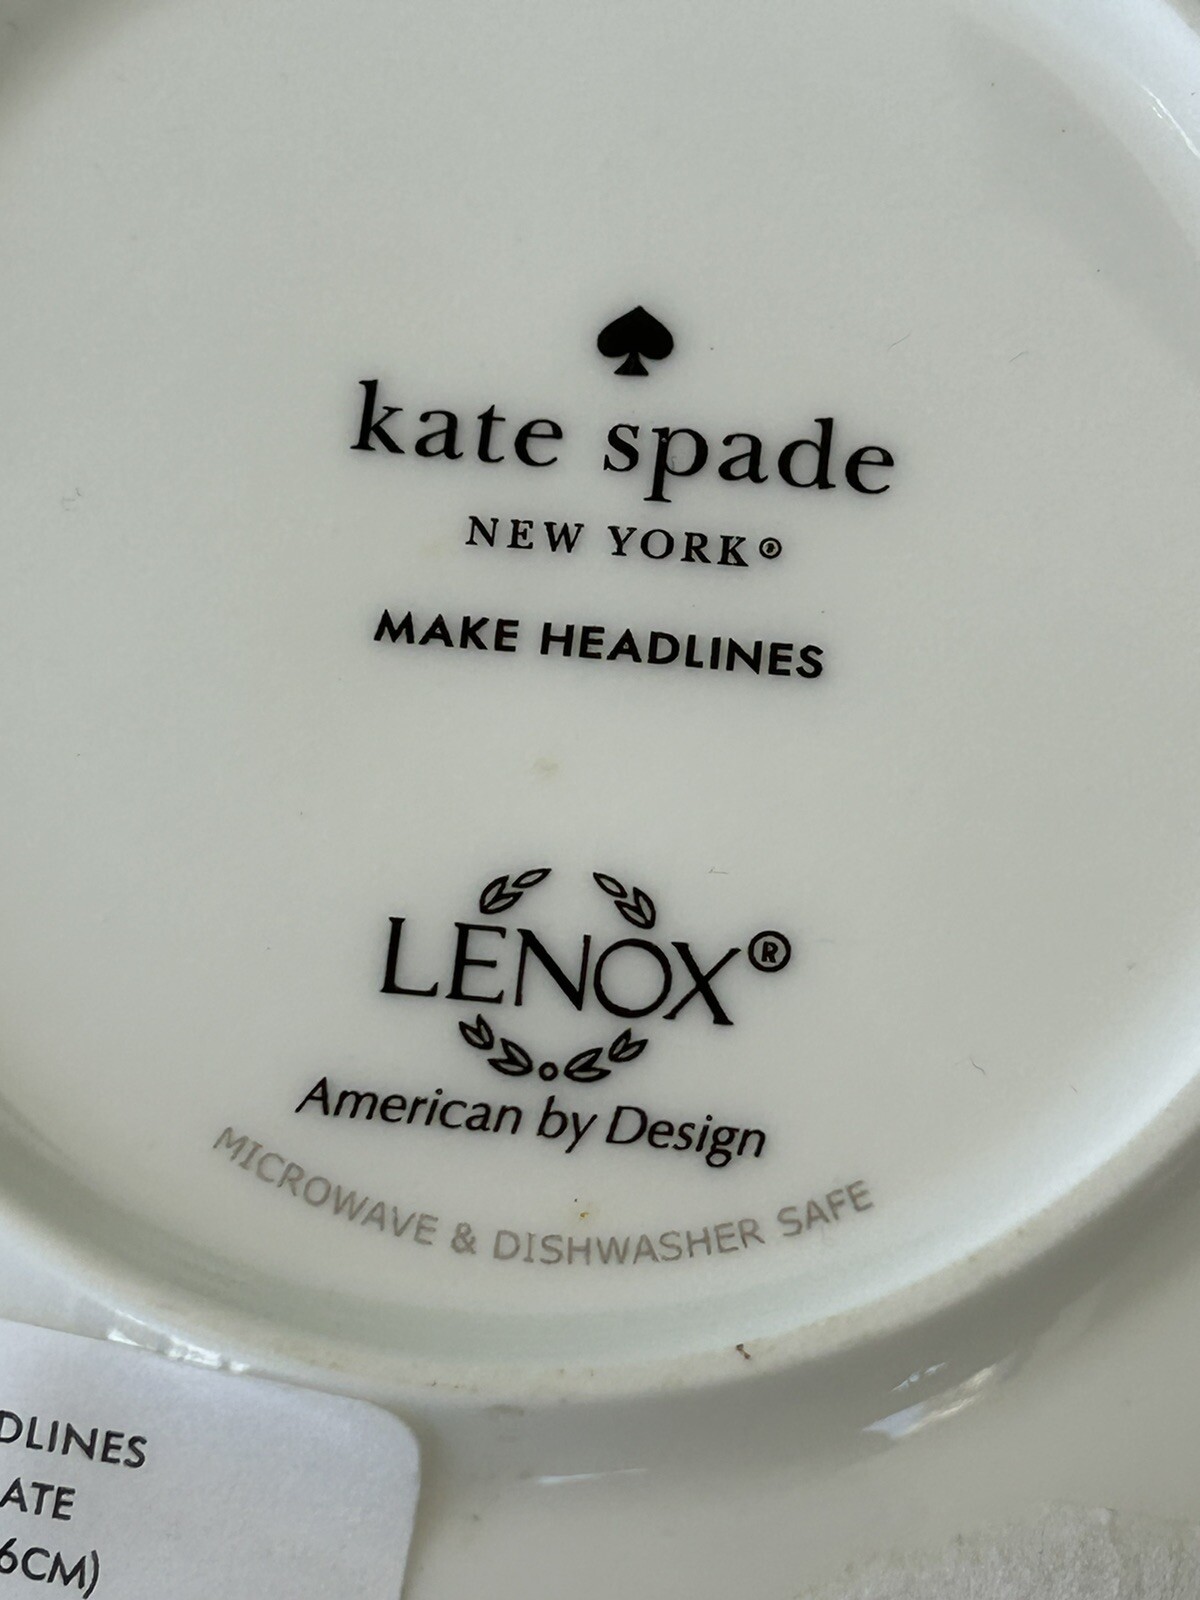 kate spade
NEW YORK®
MAKE HEADLINES
LENOX®
American by Design
MICROWAVE & DISHWASHER SAFE
DLINES
ATE
6CM)